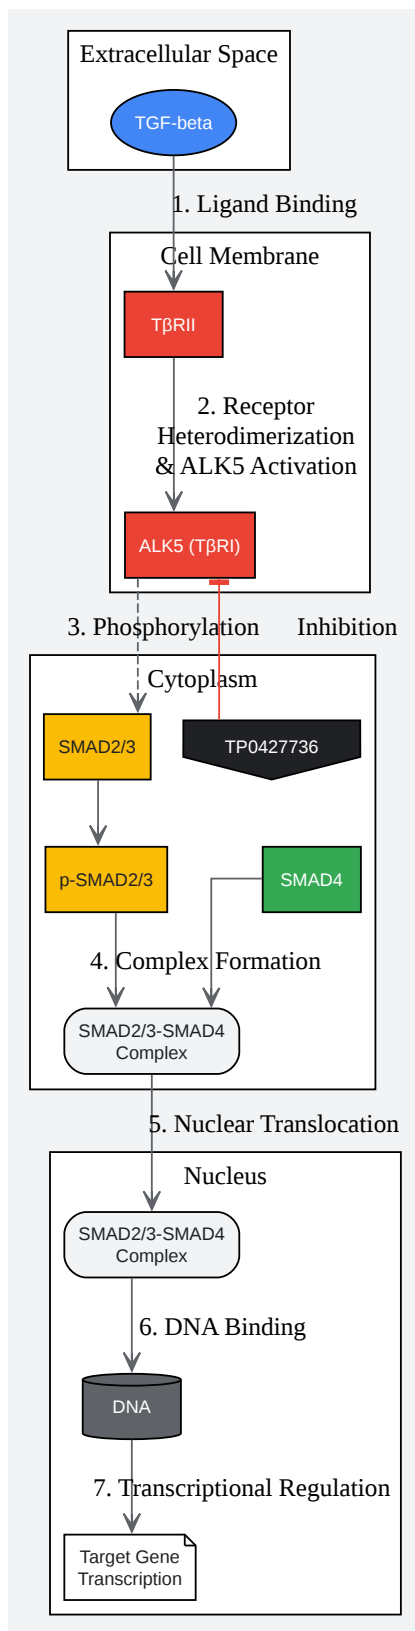 Extracellular Space
TGF-beta
1. Ligand Binding
Cell Membrane
TβRII
2. Receptor
Heterodimerization
& ALK5 Activation
ALK5 (TβRI)
3. Phosphorylation
Inhibition
Cytoplasm
SMAD2/3
TP0427736
p-SMAD2/3
SMAD4
4. Complex Formation
SMAD2/3-SMAD4
Complex
5. Nuclear Translocation
Nucleus
SMAD2/3-SMAD4
Complex
6. DNA Binding
DNA
7. Transcriptional Regulation
Target Gene
Transcription